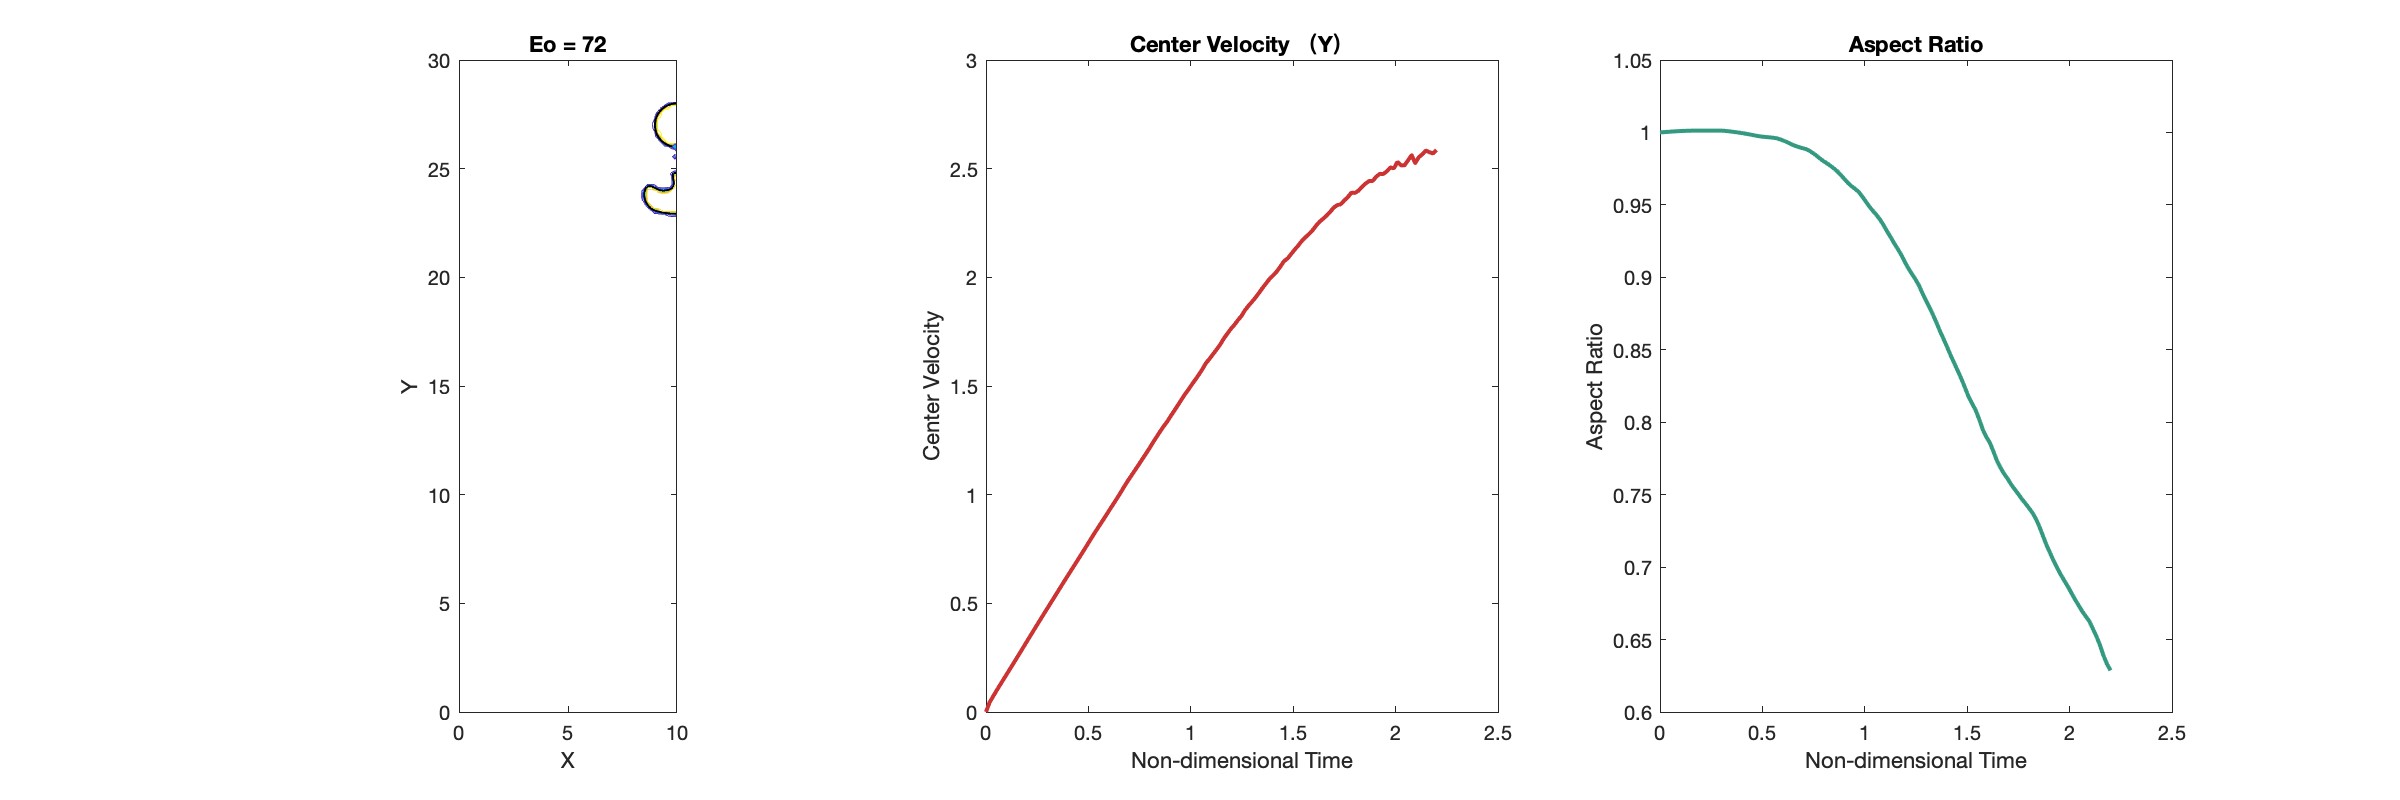 Eo = 72
30
25
20
15
10
5
0
0 5 10
X
Y
Center Velocity （Y）
3
2.5
2
1.5
1
0.5
0
0 0.5 1 1.5 2 2.5
Non-dimensional Time
Center Velocity
Aspect Ratio
1.05
1
0.95
0.9
0.85
0.8
0.75
0.7
0.65
0.6
0 0.5 1 1.5 2 2.5
Non-dimensional Time
Aspect Ratio